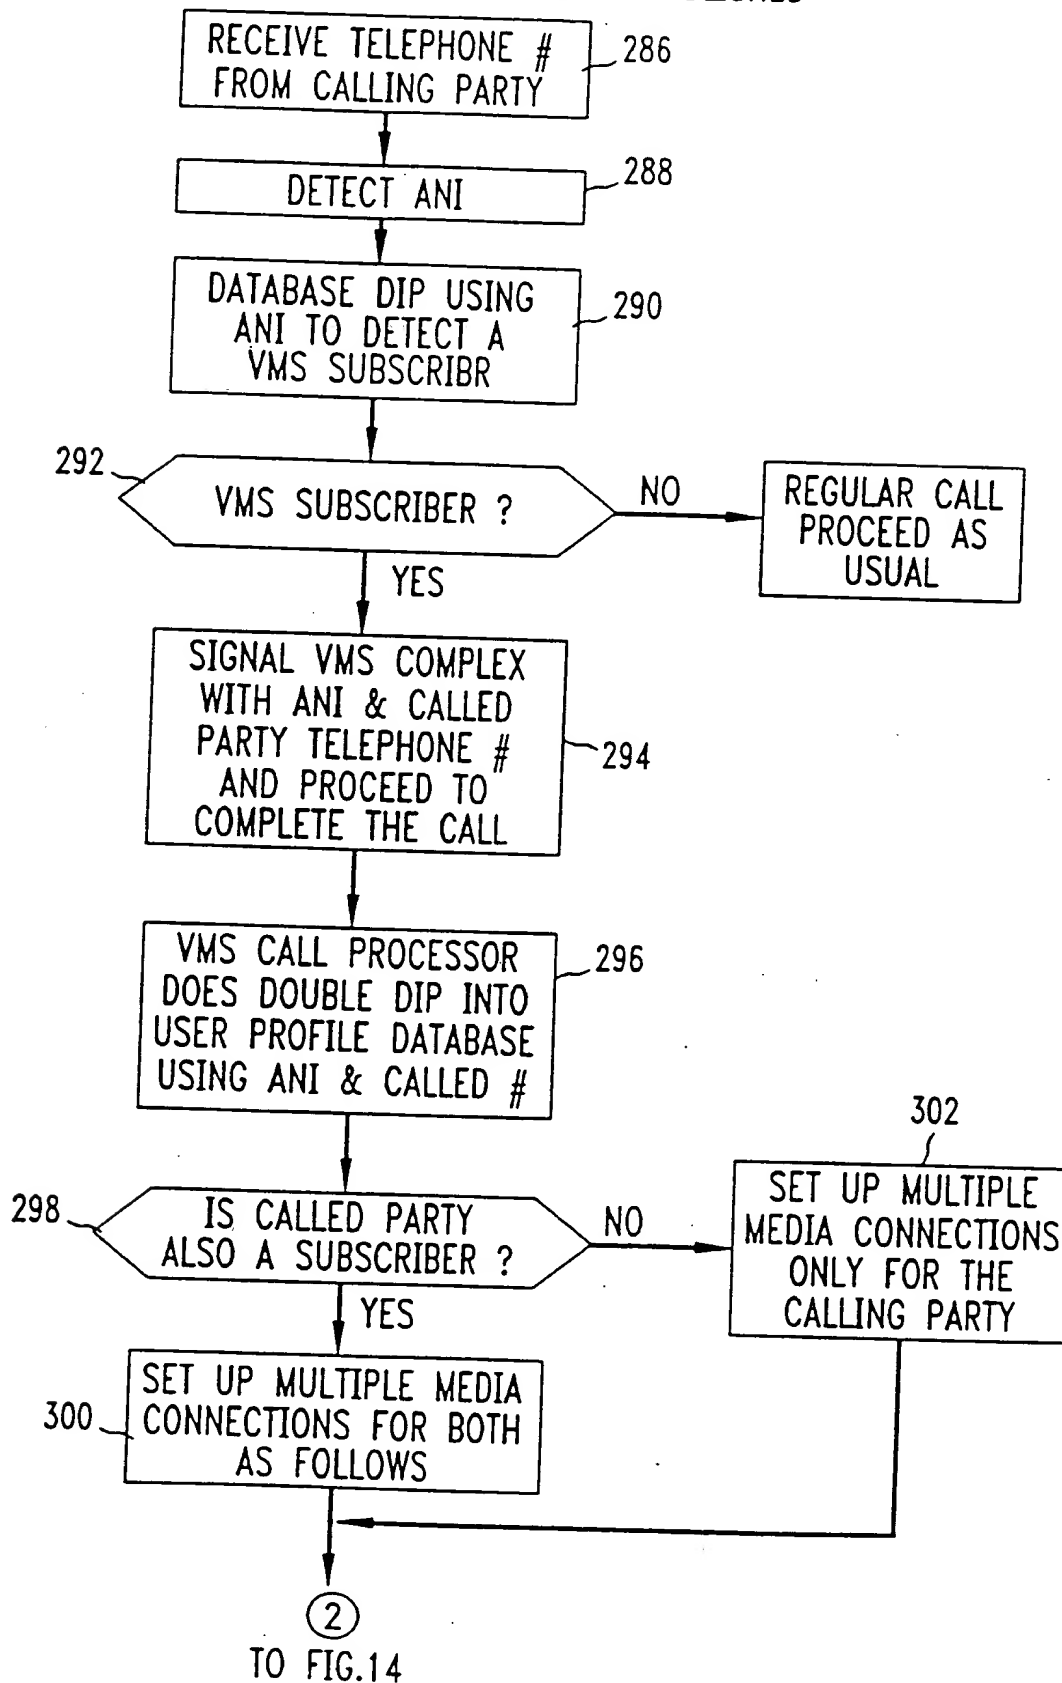 RECEIVE TELEPHONE #
FROM CALLING PARTY
286
DETECT ANI
288
DATABASE DIP USING
ANI TO DETECT A
VMS SUBSCRIBR
290
292
VMS SUBSCRIBER ?
NO
REGULAR CALL
PROCEED AS
USUAL
YES
SIGNAL VMS COMPLEX
WITH ANI & CALLED
PARTY TELEPHONE #
AND PROCEED TO
COMPLETE THE CALL
294
VMS CALL PROCESSOR
DOES DOUBLE DIP INTO
USER PROFILE DATABASE
USING ANI & CALLED #
296
298
IS CALLED PARTY
ALSO A SUBSCRIBER ?
NO
302
SET UP MULTIPLE
MEDIA CONNECTIONS
ONLY FOR THE
CALLING PARTY
YES
300
SET UP MULTIPLE MEDIA
CONNECTIONS FOR BOTH
AS FOLLOWS
2
TO FIG.14